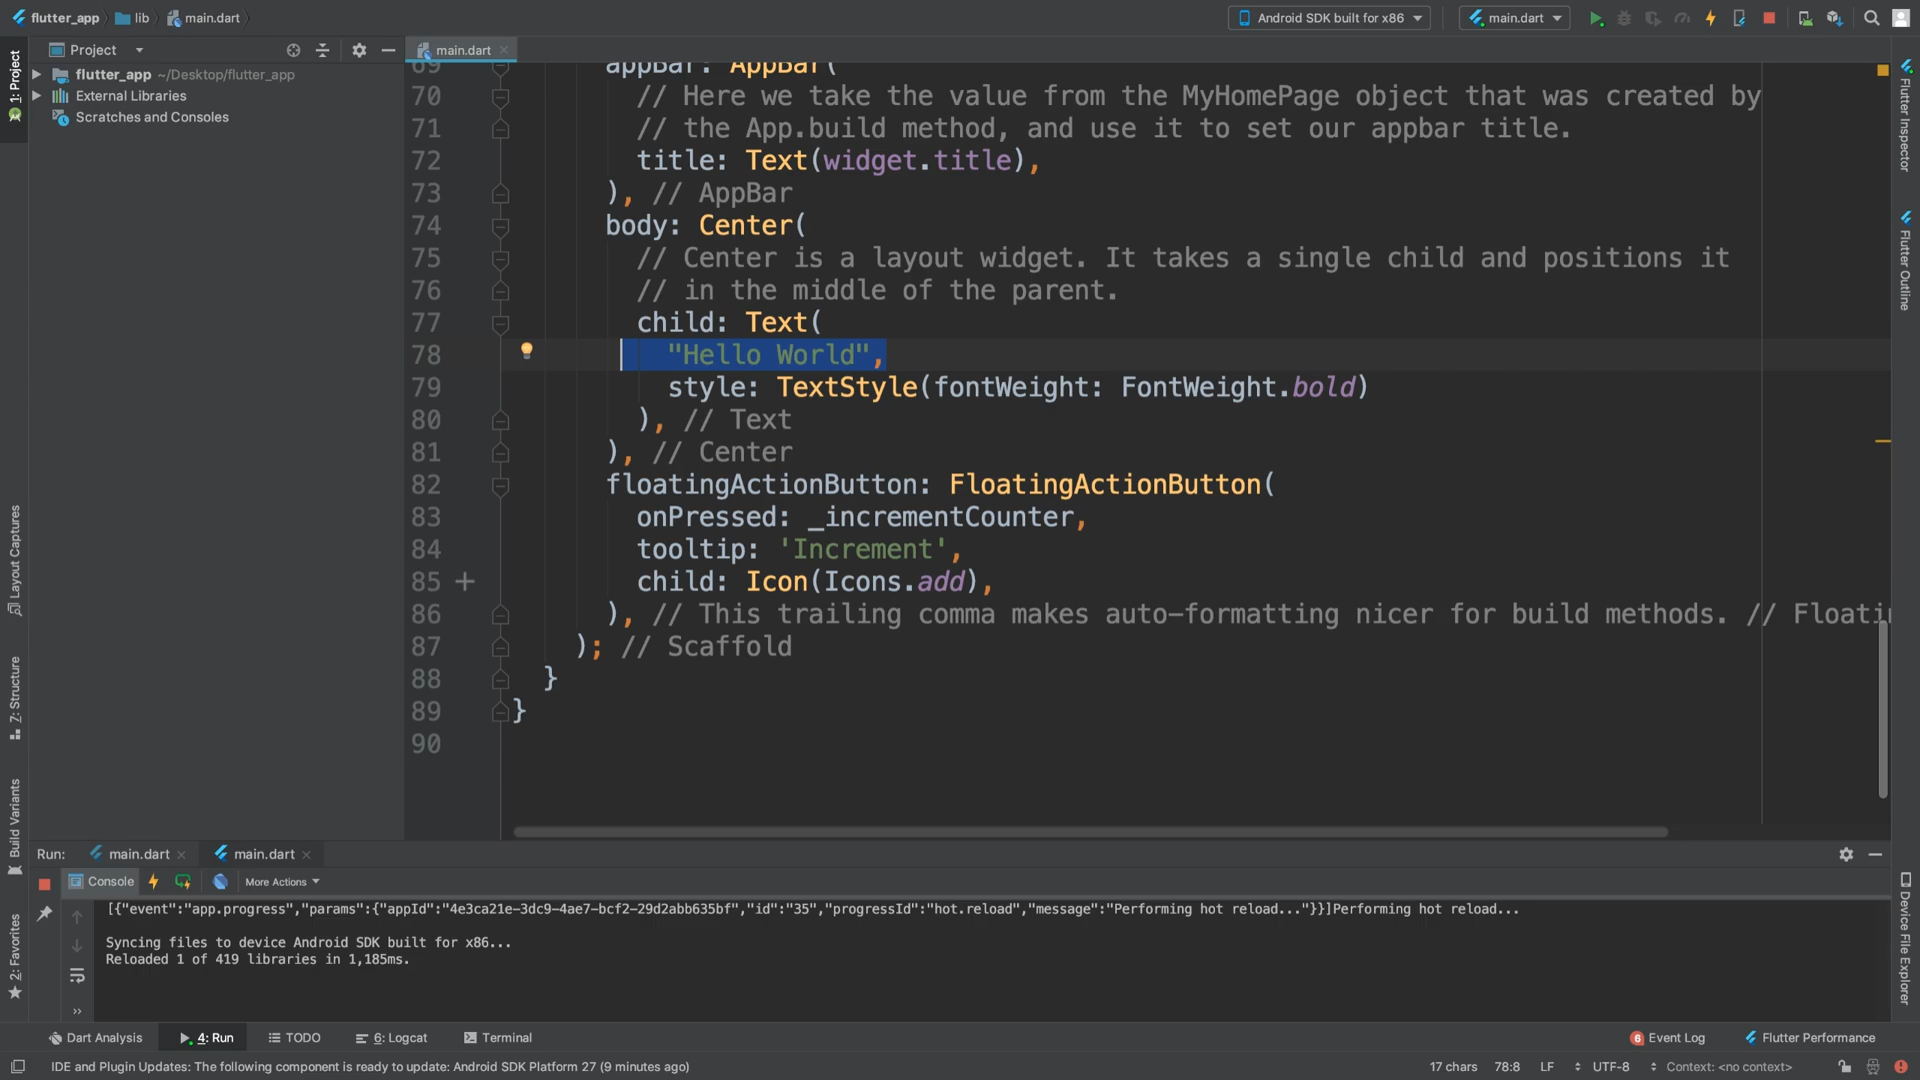 flutter_app lib main.dart Android SDK built for x86 main.dart
1: Project
Project
flutter_app ~/Desktop/flutter_app
External Libraries
Scratches and Consoles
main.dart
69 appBar: AppBar(
70 // Here we take the value from the MyHomePage object that was created by
71 // the App.build method, and use it to set our appbar title.
72 title: Text(widget.title),
73 ), // AppBar
74 body: Center(
75 // Center is a layout widget. It takes a single child and positions it
76 // in the middle of the parent.
77 child: Text(
78 "Hello World",
79 style: TextStyle(fontWeight: FontWeight.bold)
80 ), // Text
81 ), // Center
82 floatingActionButton: FloatingActionButton(
83 onPressed: _incrementCounter,
84 tooltip: 'Increment',
85 + child: Icon(Icons.add),
86 ), // This trailing comma makes auto-formatting nicer for build methods. // Floati
87 ); // Scaffold
88 }
89 }
90
Flutter Inspector
Flutter Outline
Layout Captures
7: Structure
Build Variants
2: Favorites
Device File Explorer
Run: main.dart main.dart
Console More Actions
[{"event":"app.progress","params":{"appId":"4e3ca21e-3dc9-4ae7-bcf2-29d2abb635bf","id":"35","progressId":"hot.reload","message":"Performing hot reload..."}}]Performing hot reload...
Syncing files to device Android SDK built for x86...
Reloaded 1 of 419 libraries in 1,185ms.
Dart Analysis 4: Run TODO 6: Logcat Terminal 6 Event Log Flutter Performance
IDE and Plugin Updates: The following component is ready to update: Android SDK Platform 27 (9 minutes ago) 17 chars 78:8 LF UTF-8 Context: <no context>